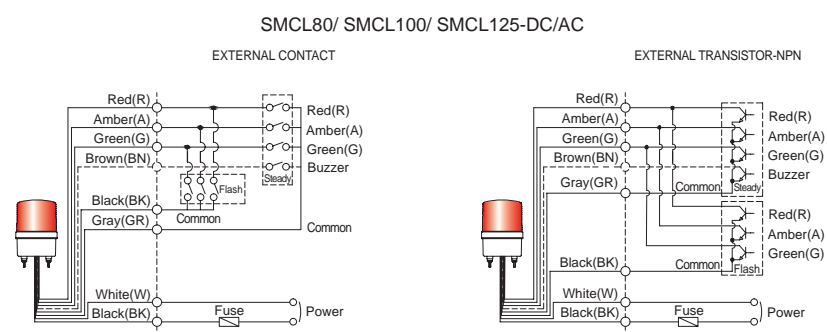 SMCL80/ SMCL100/ SMCL125-DC/AC
EXTERNAL CONTACT
Red(R)
Amber(A)
Green(G)
Brown(BN)
Black(BK)
Gray(GR)
White(W)
Black(BK)
Flash
Common
Steady
Red(R)
Amber(A)
Green(G)
Buzzer
Common
Fuse
Power
EXTERNAL TRANSISTOR-NPN
Red(R)
Amber(A)
Green(G)
Brown(BN)
Gray(GR)
Black(BK)
White(W)
Black(BK)
Common
Steady
Red(R)
Amber(A)
Green(G)
Buzzer
Common
Flash
Red(R)
Amber(A)
Green(G)
Fuse
Power